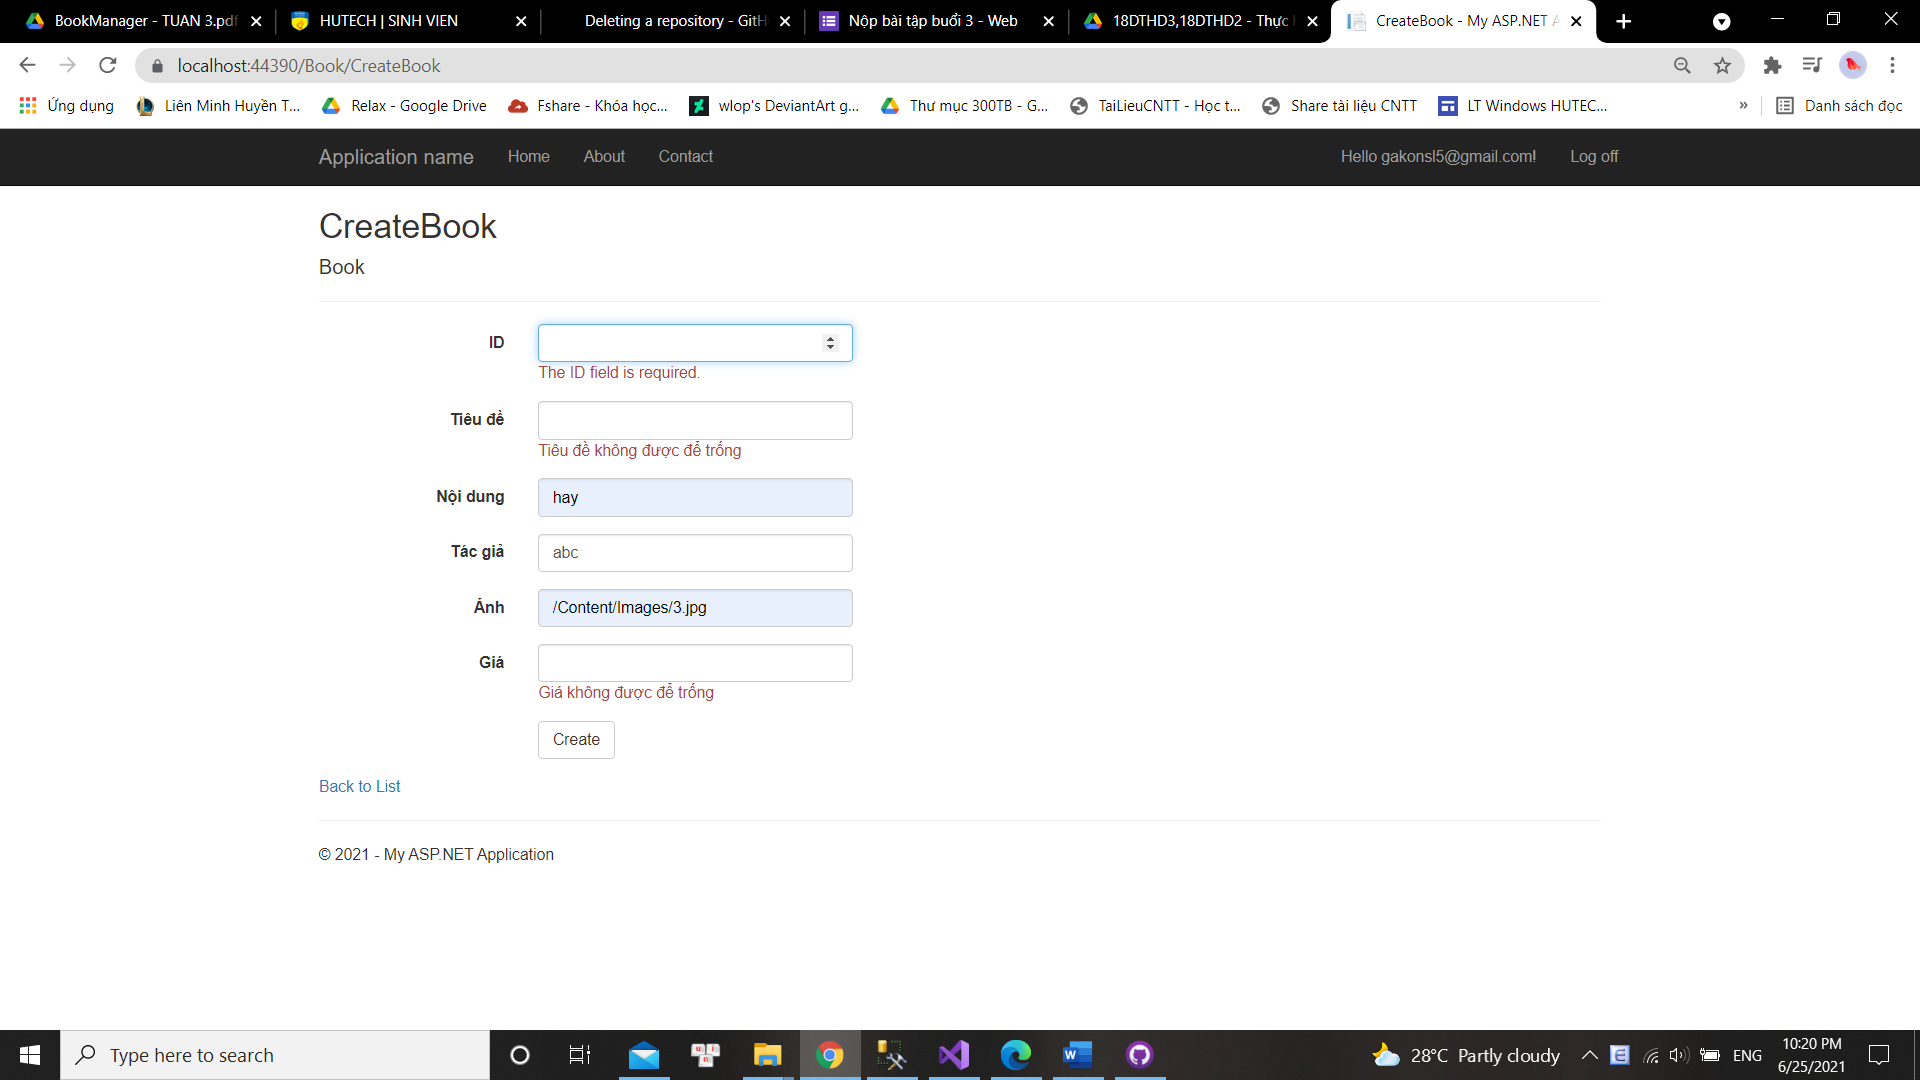 BookManager - TUAN 3.pdf
HUTECH | SINH VIEN
Deleting a repository - GitH
Nộp bài tập buổi 3 - Web
18DTHD3,18DTHD2 - Thực
CreateBook - My ASP.NET A
localhost:44390/Book/CreateBook
Ứng dụng
Liên Minh Huyền T...
Relax - Google Drive
Fshare - Khóa học...
wlop's DeviantArt g...
Thư mục 300TB - G...
TaiLieuCNTT - Học t...
Share tài liệu CNTT
LT Windows HUTEC...
»
Danh sách đọc
Application name
Home
About
Contact
Hello gakonsl5@gmail.com!
Log off
CreateBook
Book
ID
The ID field is required.
Tiêu đề
Tiêu đề không được để trống
Nội dung
hay
Tác giả
abc
Ảnh
/Content/Images/3.jpg
Giá
Giá không được để trống
Create
Back to List
© 2021 - My ASP.NET Application
Type here to search
28°C Partly cloudy
ENG
10:20 PM
6/25/2021